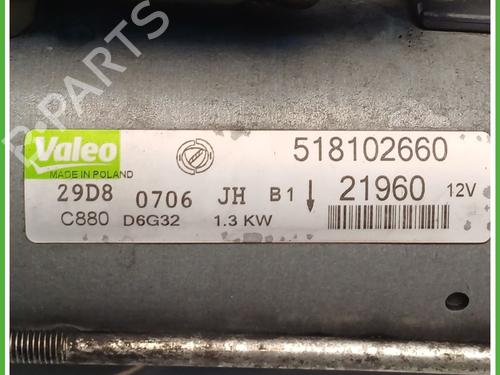 B-PARTS
Valeo
MADE IN POLAND
518102660
29D8 0706 JH B1 ↓ 21960 12V
C880 D6G32 1.3 KW